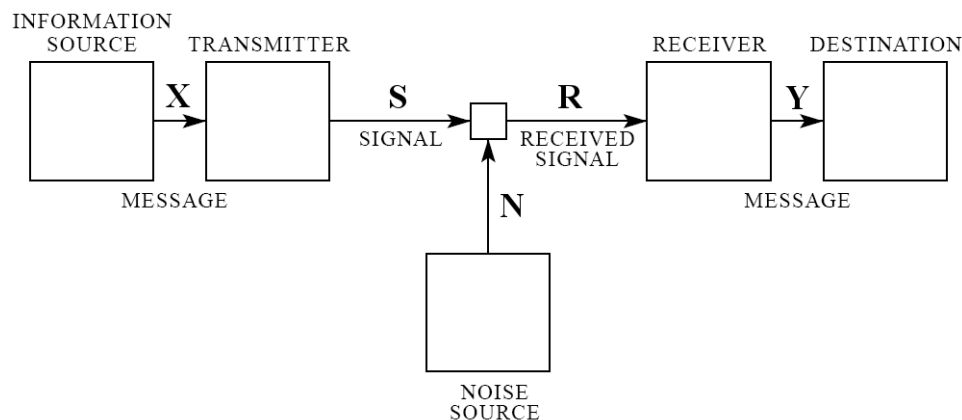 INFORMATION
SOURCE
TRANSMITTER
RECEIVER
DESTINATION
X
S
R
Y
SIGNAL
RECEIVED
SIGNAL
MESSAGE
MESSAGE
N
NOISE
SOURCE